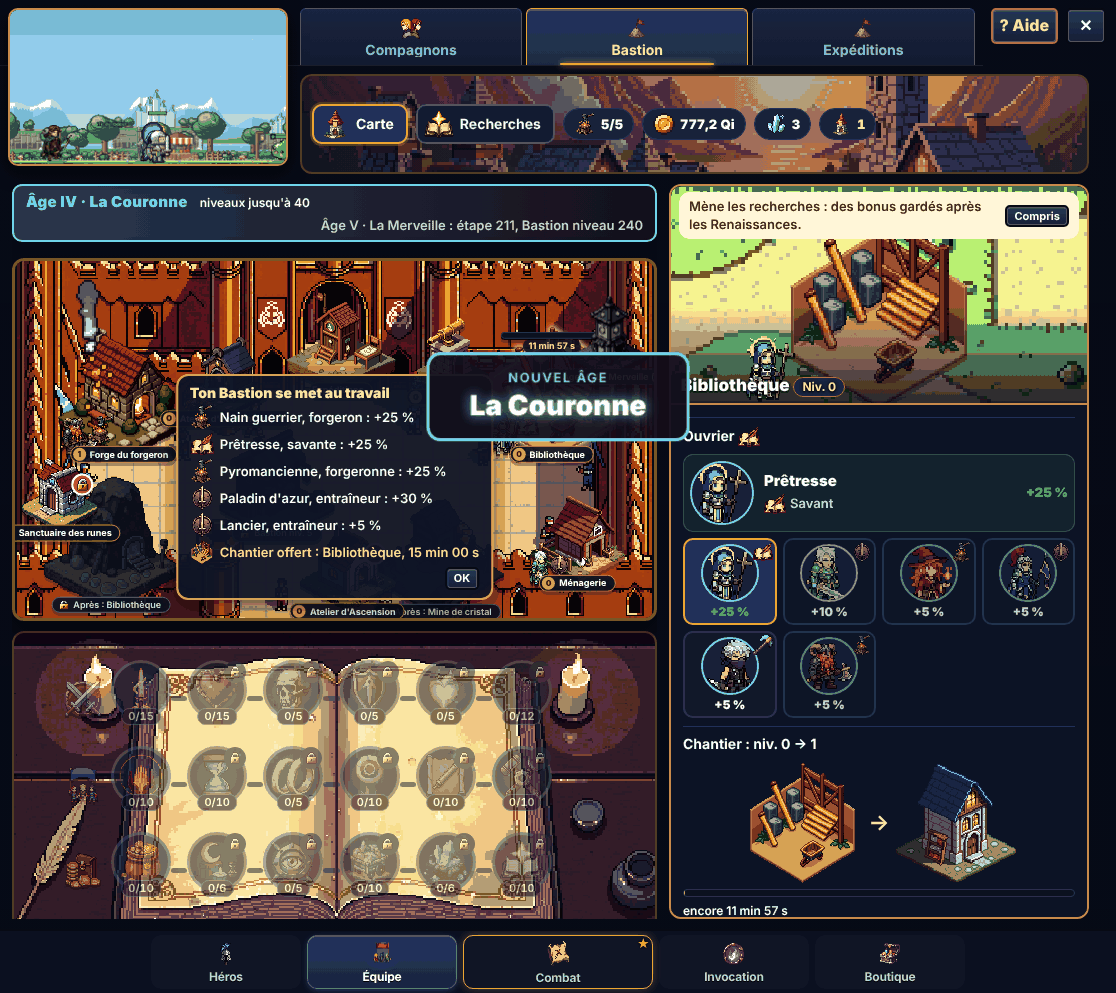 Compagnons
Bastion
Expéditions
? Aide
×
Carte
Recherches
5/5
777,2 Qi
3
1
Âge IV · La Couronne niveaux jusqu'à 40
Âge V · La Merveille : étape 211, Bastion niveau 240
Mène les recherches : des bonus gardés après
les Renaissances.
Compris
11 min 57 s
NOUVEL ÂGE
La Couronne
Ton Bastion se met au travail
Nain guerrier, forgeron : +25 %
Prêtresse, savante : +25 %
Pyromancienne, forgeronne : +25 %
Paladin d'azur, entraîneur : +30 %
Lancier, entraîneur : +5 %
Chantier offert : Bibliothèque, 15 min 00 s
OK
1 Forge du forgeron
0 Bibliothèque
Sanctuaire des runes
0 Ménagerie
Après : Bibliothèque
0 Atelier d'Ascension
rès : Mine de cristal
Bibliothèque Niv. 0
Ouvrier
Prêtresse
Savant
+25 %
+25 %
+10 %
+5 %
+5 %
+5 %
+5 %
Chantier : niv. 0 → 1
encore 11 min 57 s
0/15
0/15
0/5
0/5
0/5
0/12
0/10
0/10
0/5
0/10
0/10
0/10
0/10
0/6
0/5
0/10
0/6
0/10
Héros
Équipe
Combat
Invocation
Boutique